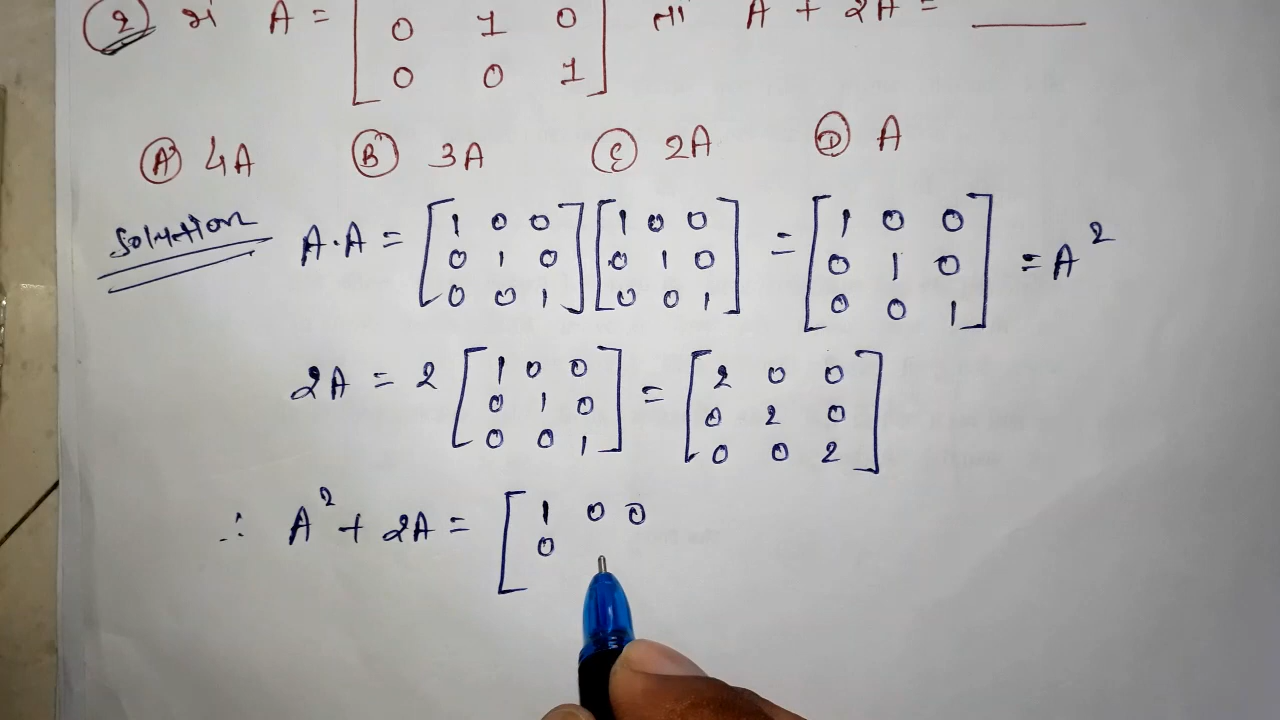 (2) જો A = [ 0 1 0 તો A + 2A = ______
0 0 1 ]
(A) 4A (B) 3A (C) 2A (D) A
Solution A·A = [1 0 0; 0 1 0; 0 0 1] [1 0 0; 0 1 0; 0 0 1] = [1 0 0; 0 1 0; 0 0 1] = A²
2A = 2 [1 0 0; 0 1 0; 0 0 1] = [2 0 0; 0 2 0; 0 0 2]
∴ A² + 2A = [1 0 0
0